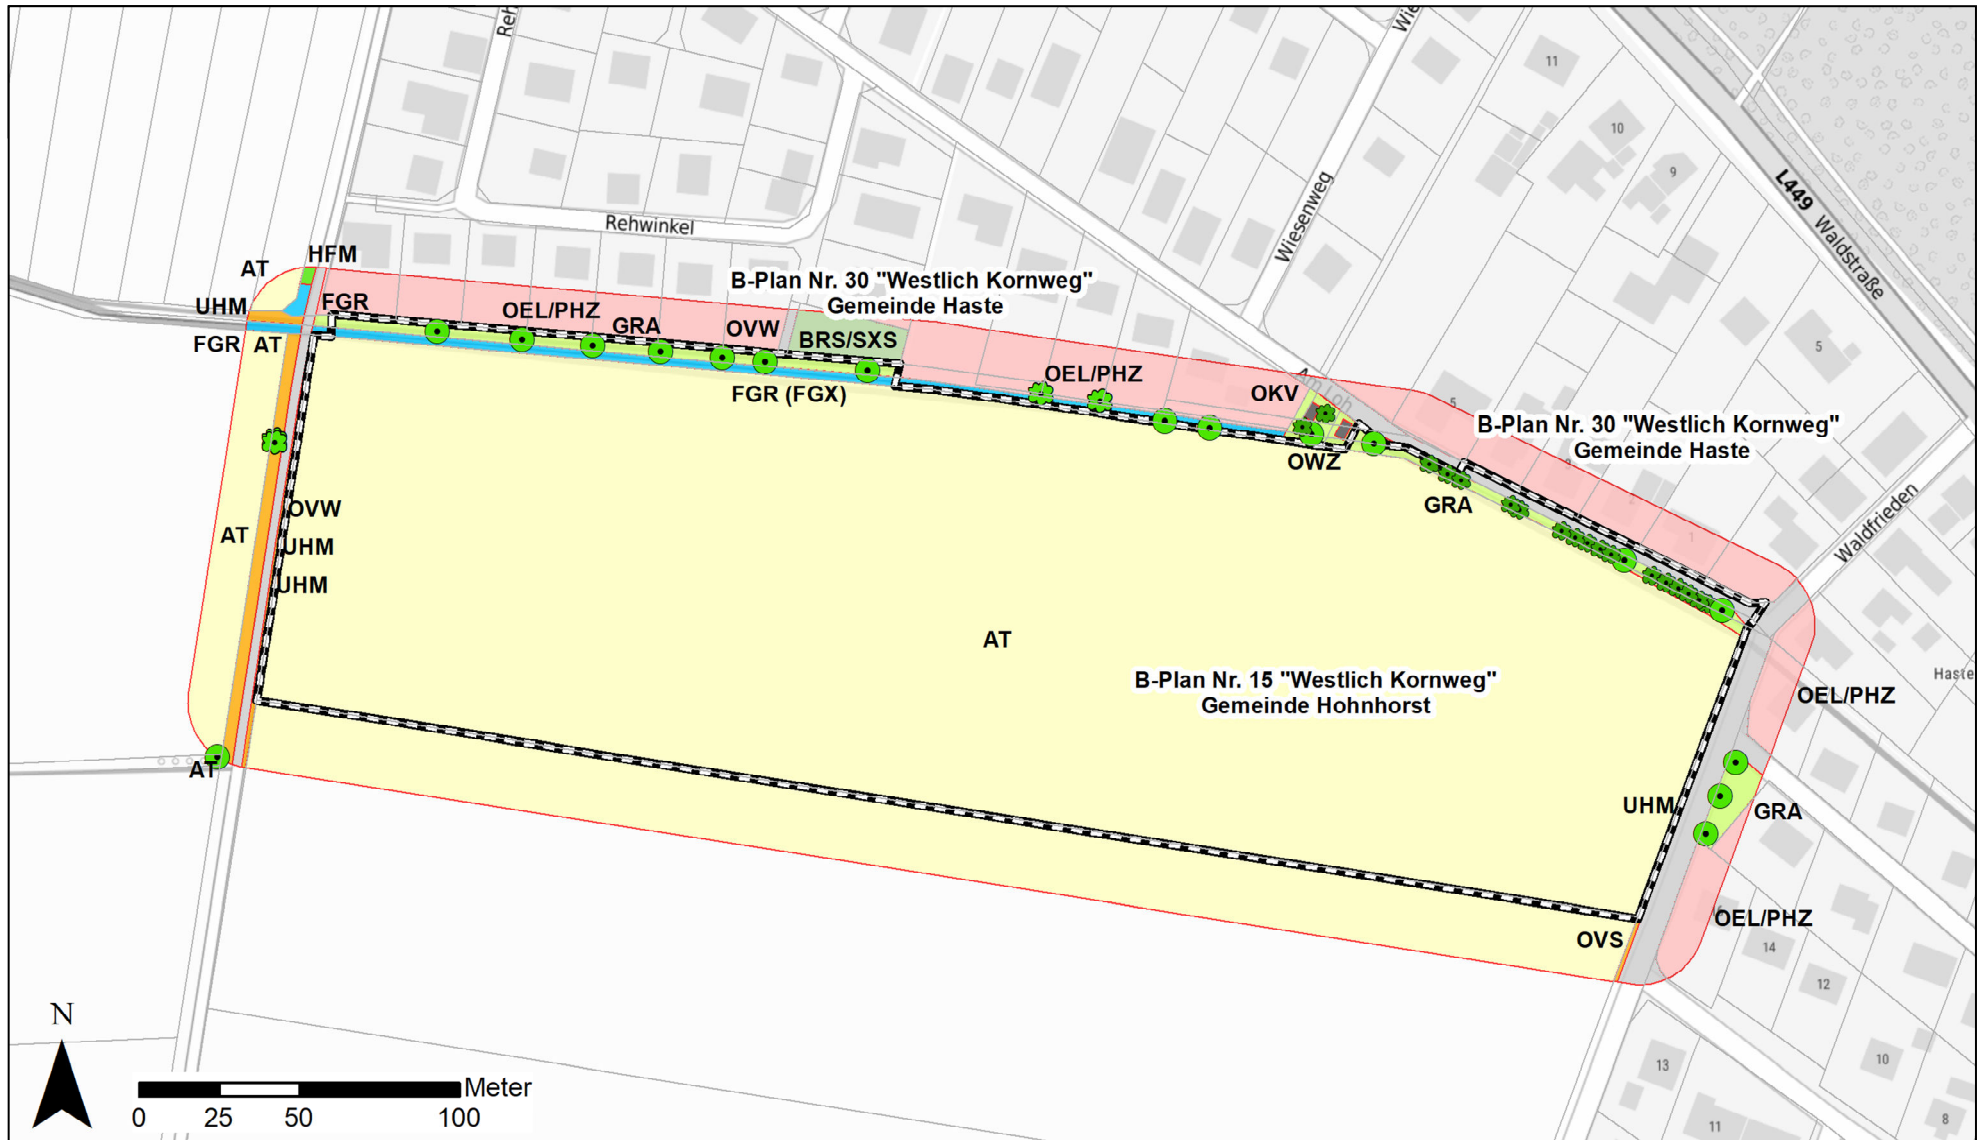 Reh
Wie
11
10
9
L449 Waldstraße
5
Wiesenweg
Rehwinkel
HFM
AT
B-Plan Nr. 30 "Westlich Kornweg"
Gemeinde Haste
UHM
FGR
OEL/PHZ
GRA
OVW
BRS/SXS
FGR
AT
OEL/PHZ
FGR (FGX)
OKV
Am Loh
5
B-Plan Nr. 30 "Westlich Kornweg"
Gemeinde Haste
OWZ
GRA
OVW
AT
UHM
UHM
1
Waldfrieden
AT
B-Plan Nr. 15 "Westlich Kornweg"
Gemeinde Hohnhorst
Haste
OEL/PHZ
AT
UHM
GRA
OEL/PHZ
OVS
14
12
N
Meter
0 25 50 100
13
10
11
8